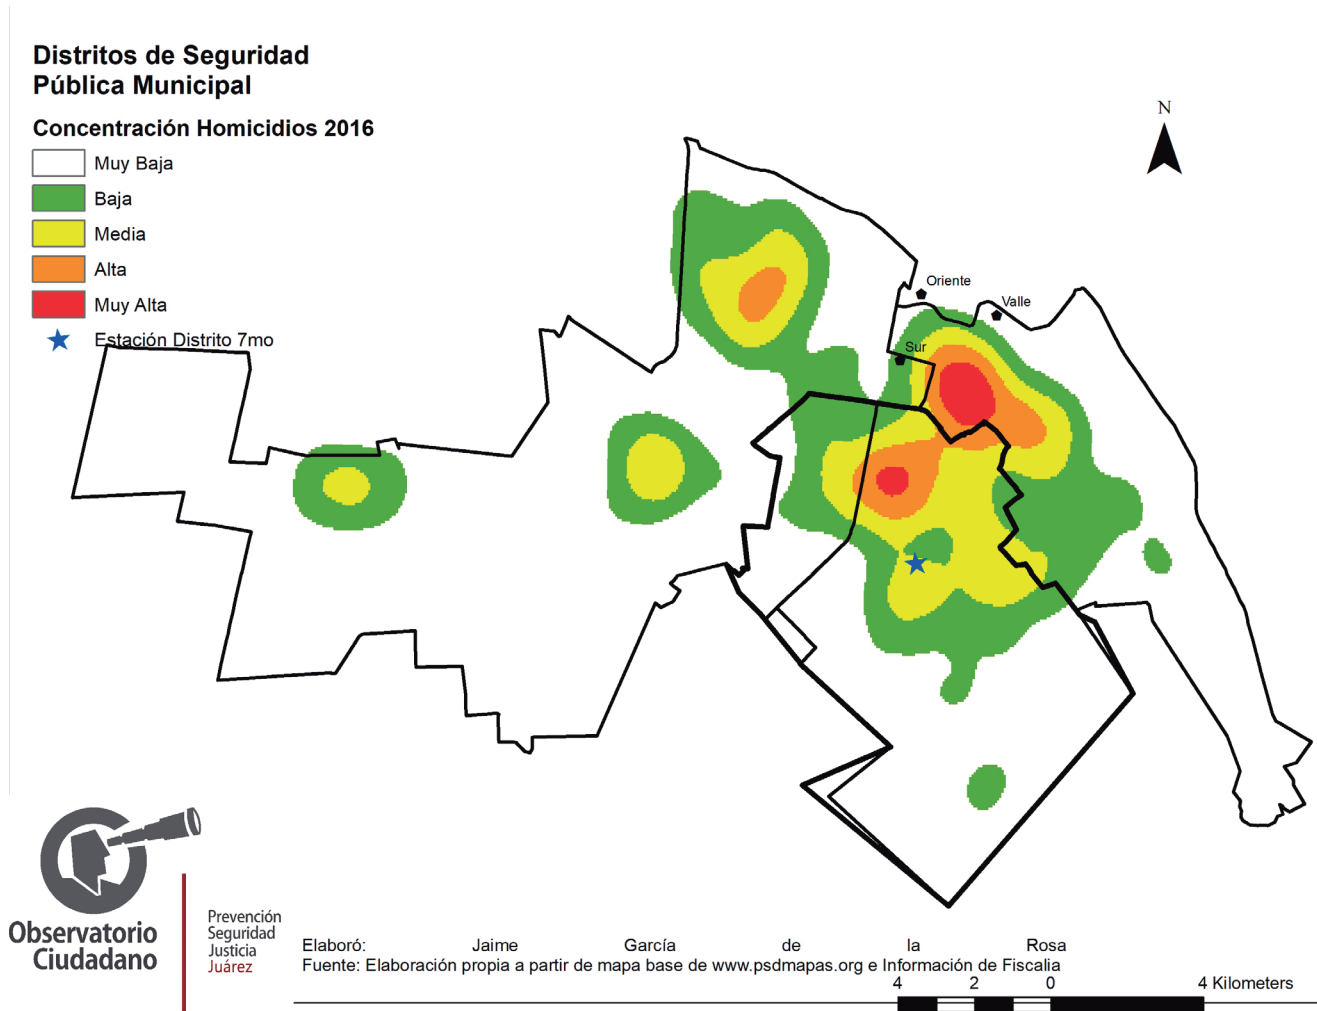 Distritos de Seguridad
Pública Municipal
Concentración Homicidios 2016
Muy Baja
Baja
Media
Alta
Muy Alta
Estación Distrito 7mo
N
Oriente
Valle
Sur
Observatorio
Ciudadano
Prevención
Seguridad
Justicia
Juárez
Elaboró: Jaime García de la Rosa
Fuente: Elaboración propia a partir de mapa base de www.psdmapas.org e Información de Fiscalia
4 2 0 4 Kilometers